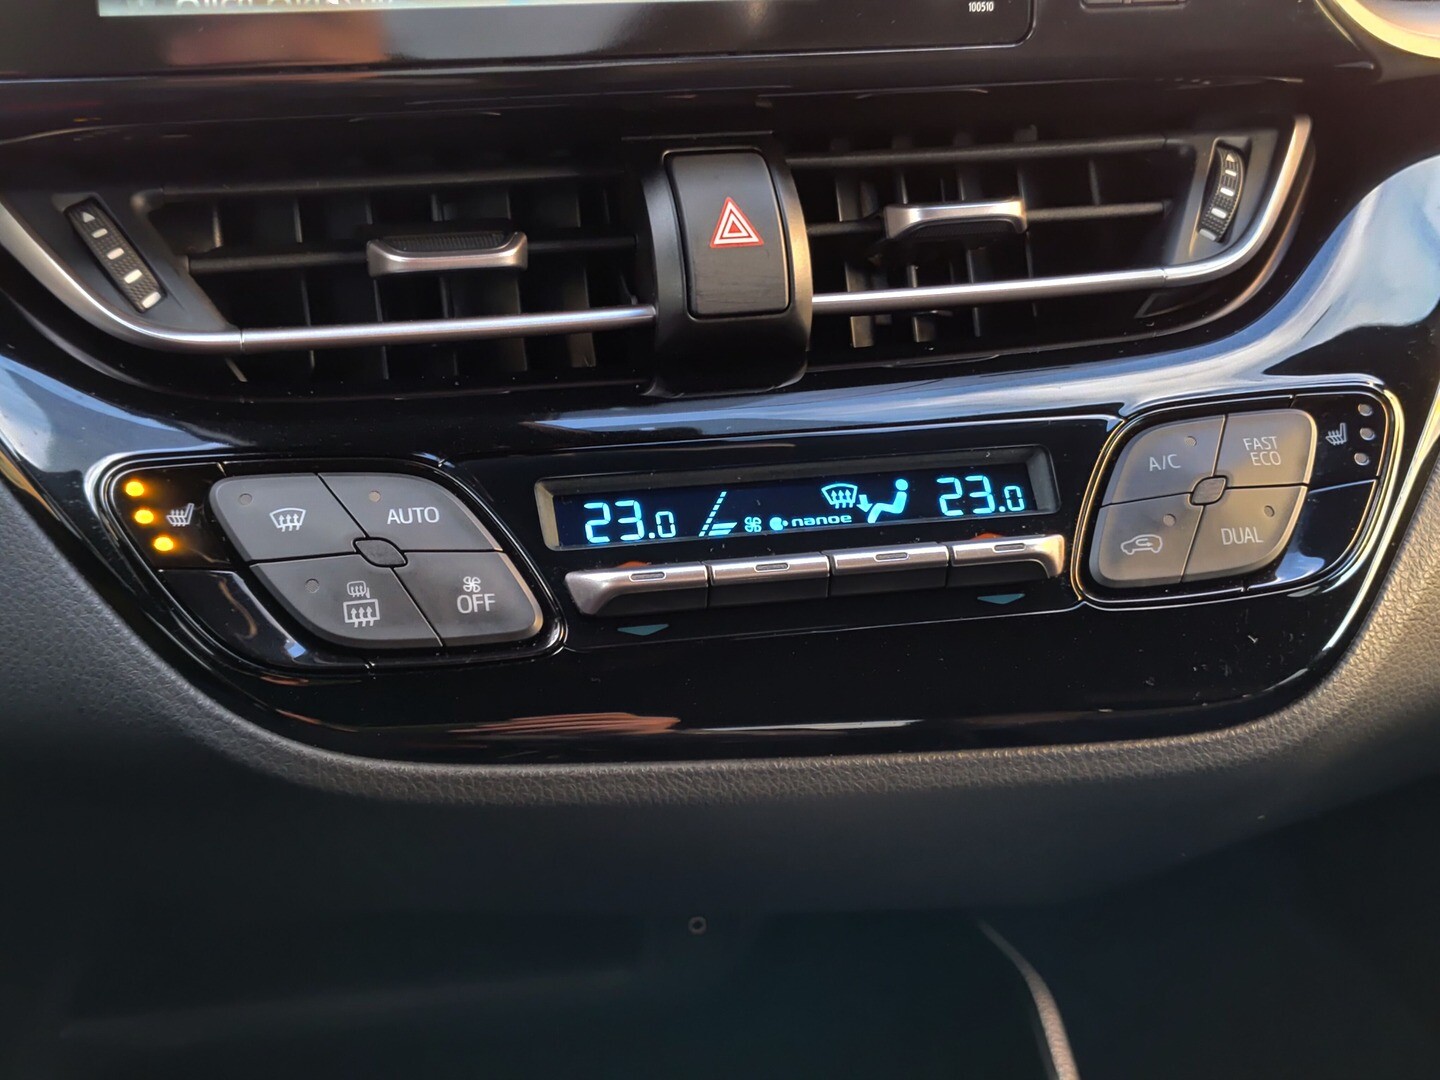 100510
AUTO
OFF
23.0
nanoe
23.0
A/C
FAST
ECO
DUAL